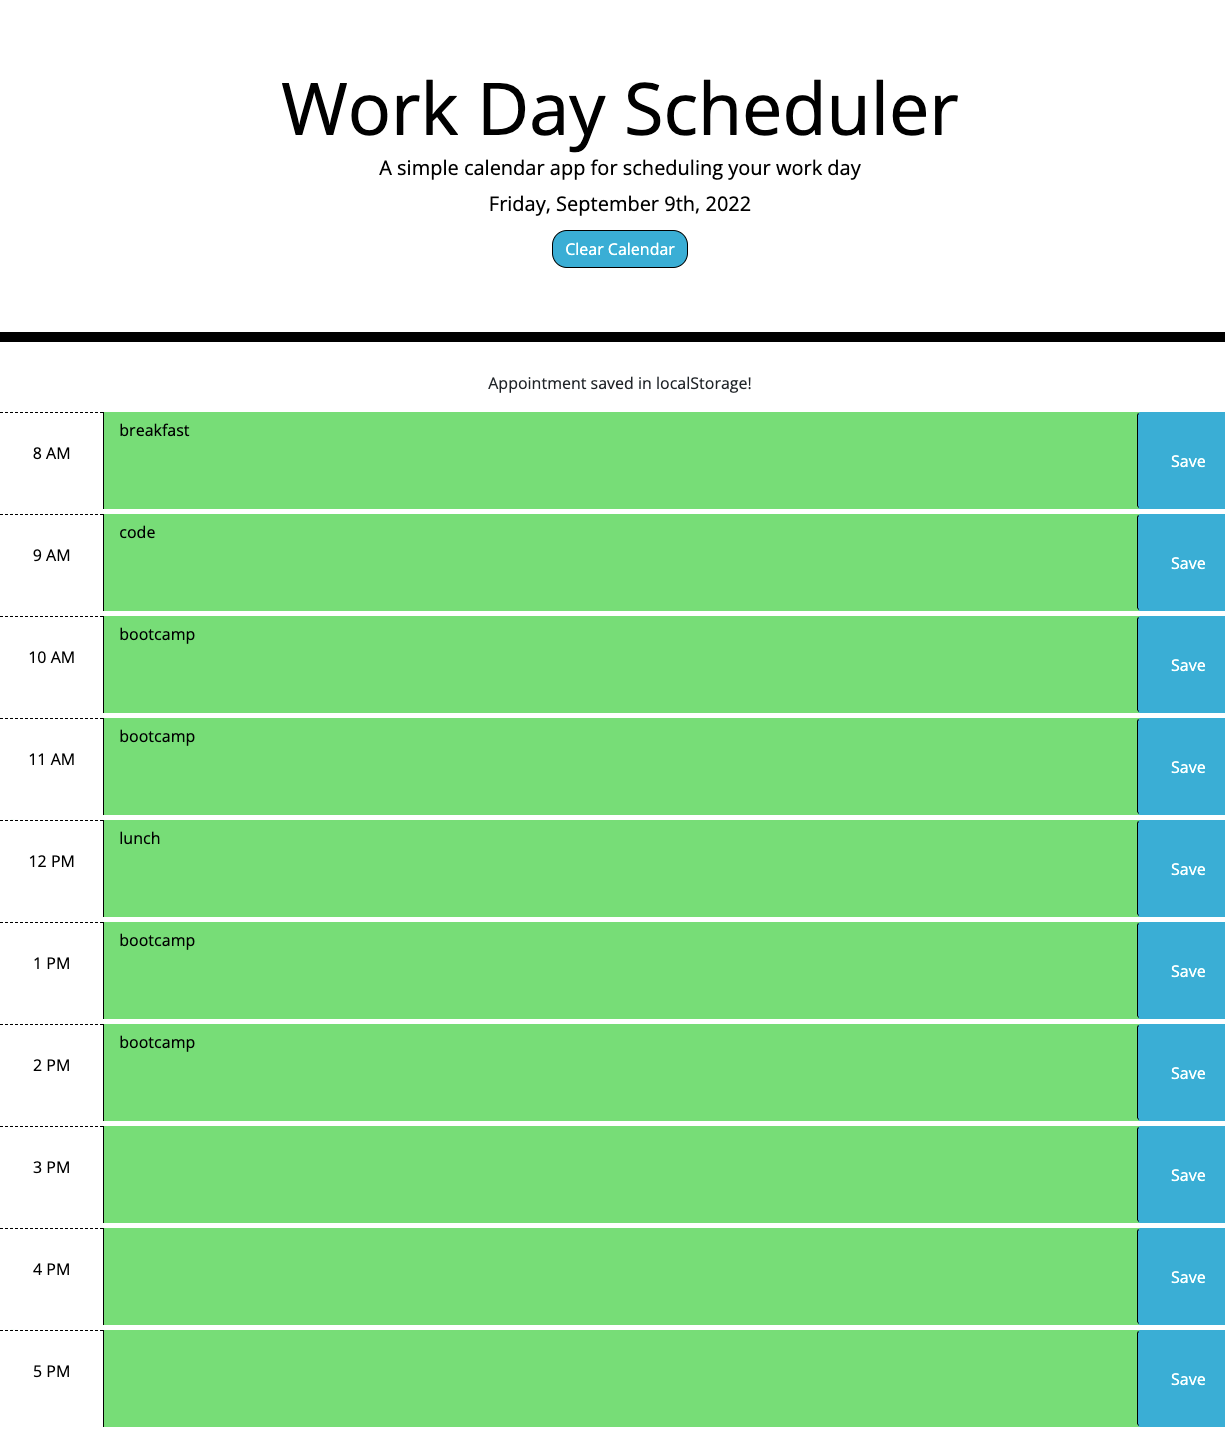 Work Day Scheduler
A simple calendar app for scheduling your work day
Friday, September 9th, 2022
Clear Calendar
Appointment saved in localStorage!
8 AM breakfast Save
9 AM code Save
10 AM bootcamp Save
11 AM bootcamp Save
12 PM lunch Save
1 PM bootcamp Save
2 PM bootcamp Save
3 PM Save
4 PM Save
5 PM Save